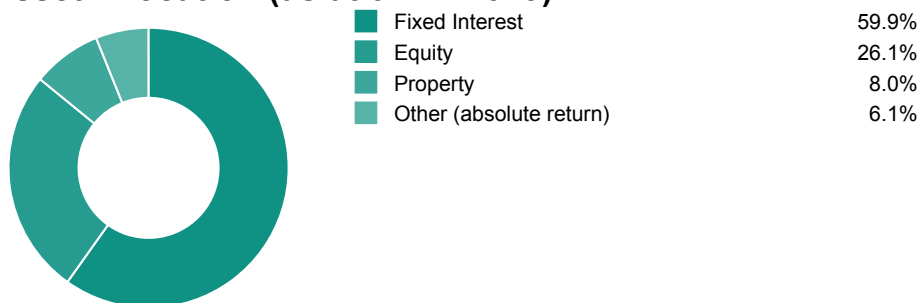 Fixed Interest 59.9%
Equity 26.1%
Property 8.0%
Other (absolute return) 6.1%